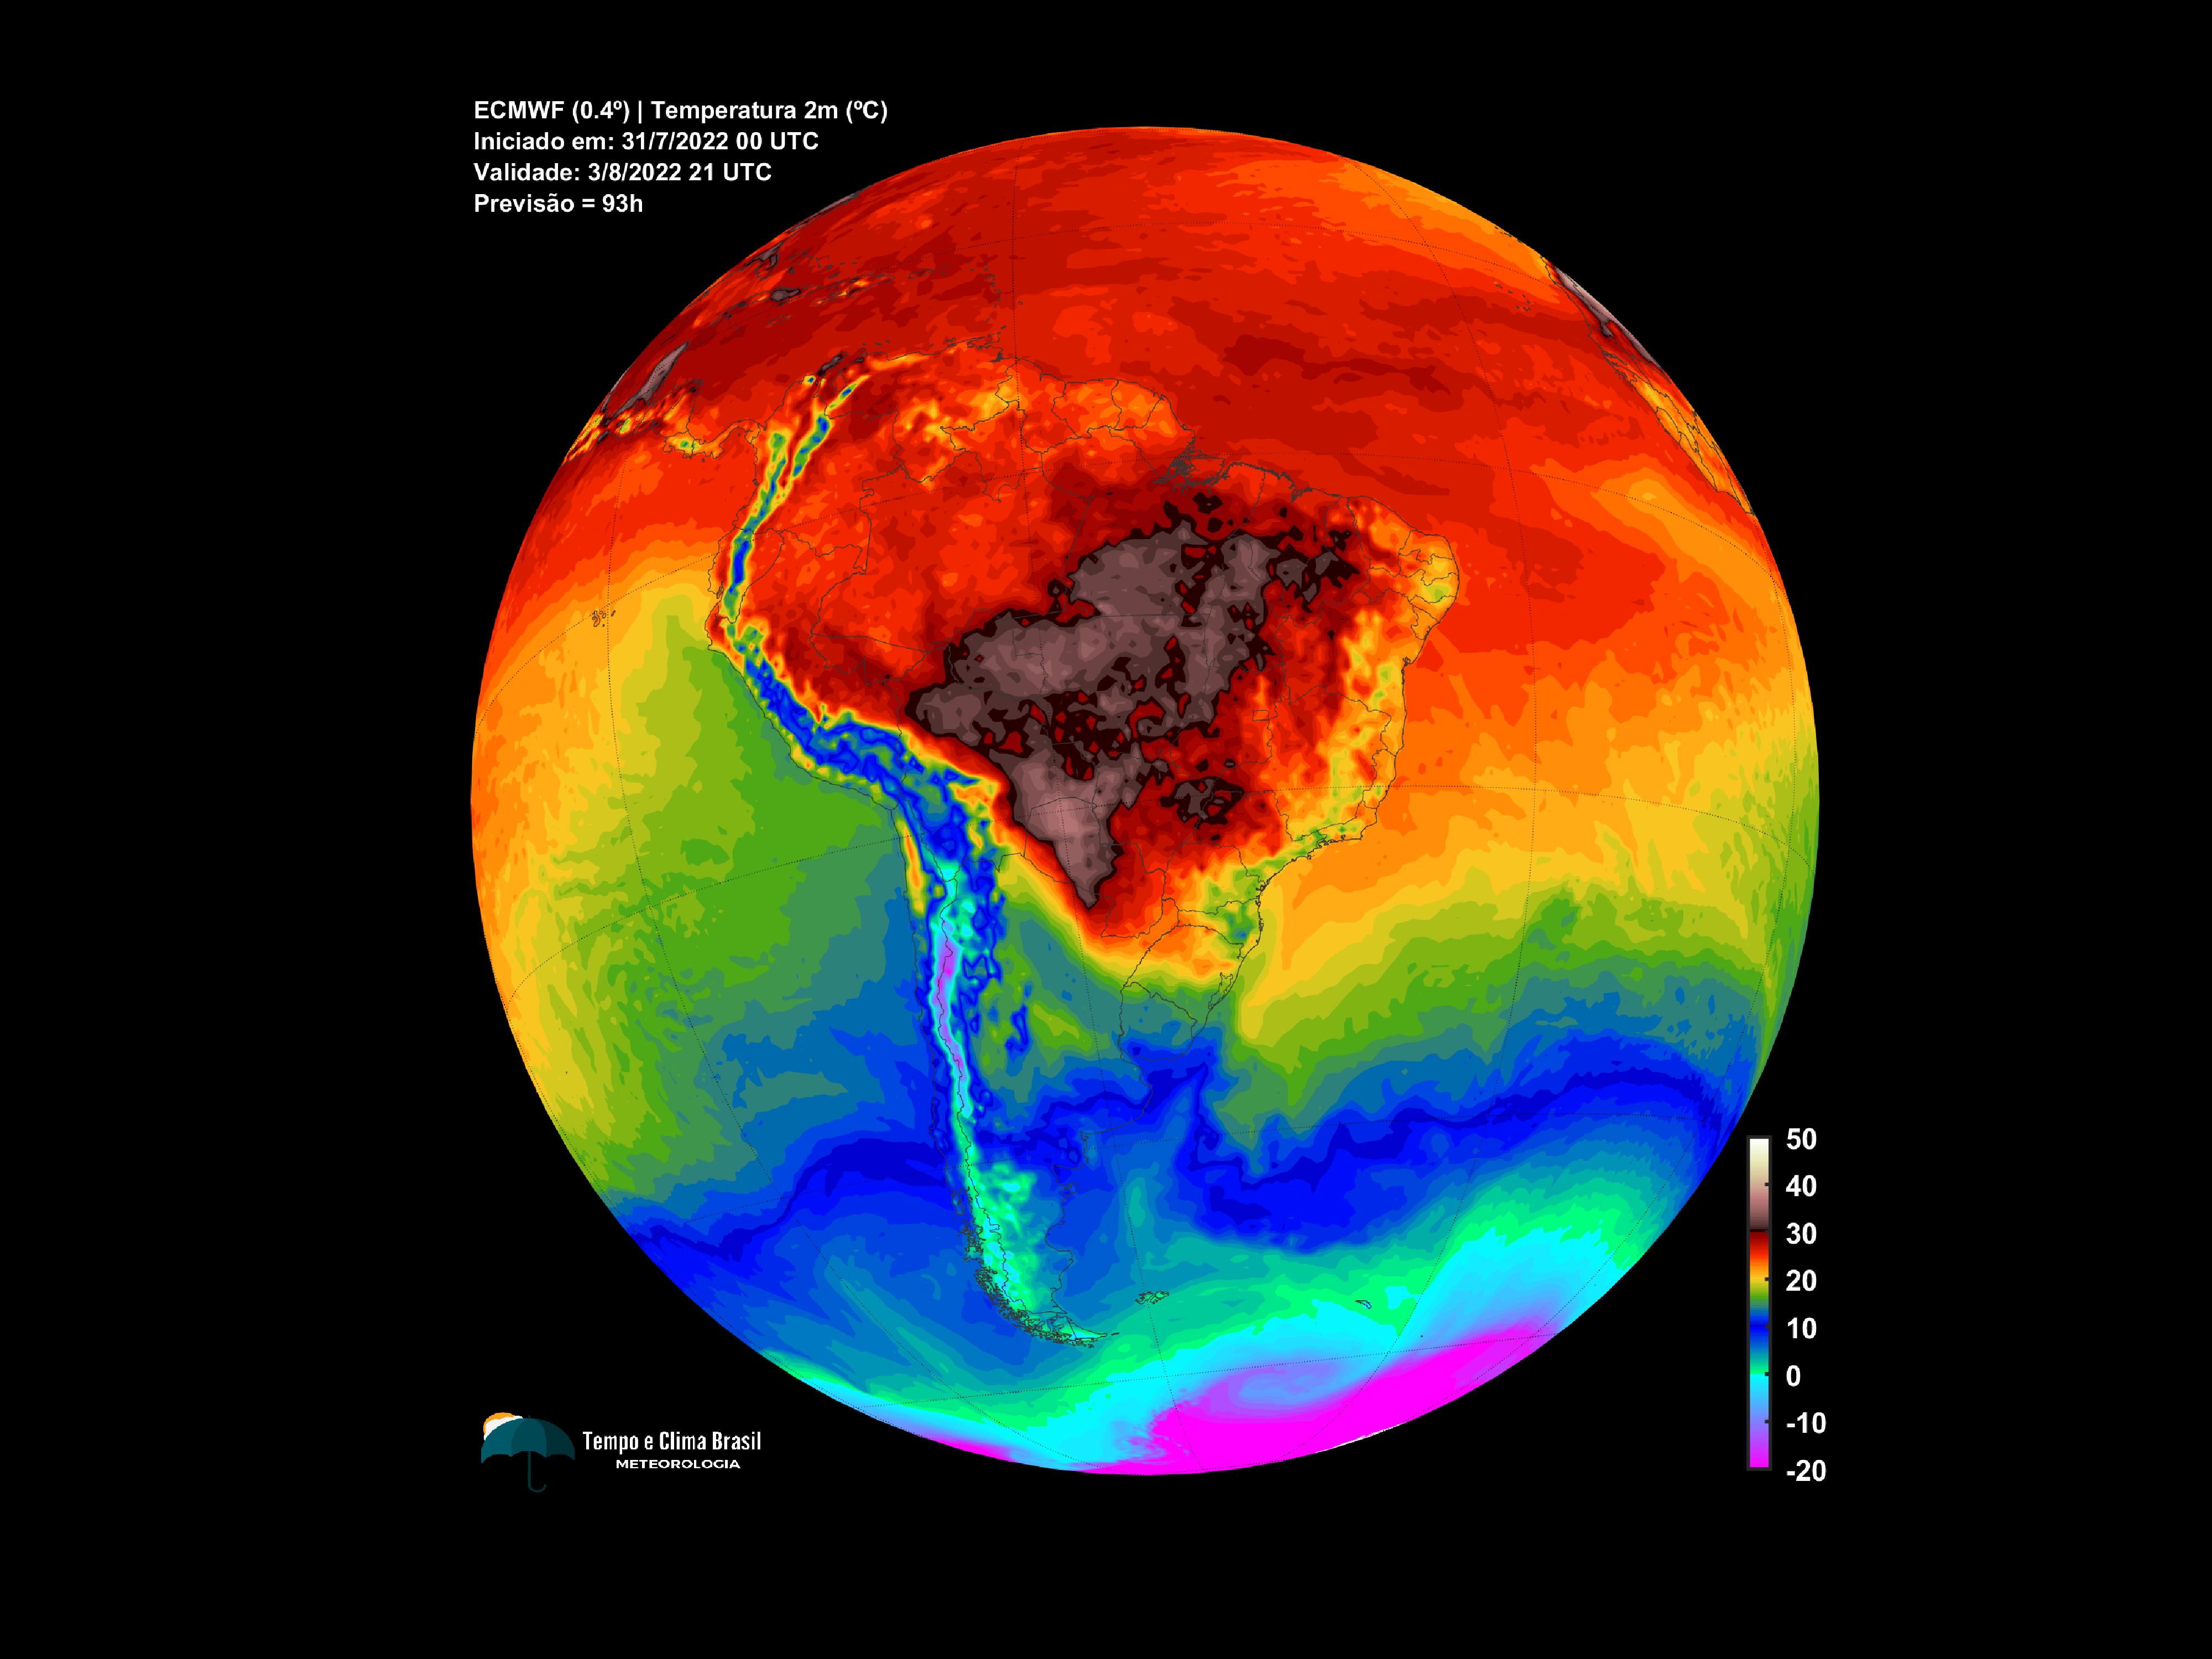 ECMWF (0.4º) | Temperatura 2m (ºC)
Iniciado em: 31/7/2022 00 UTC
Validade: 3/8/2022 21 UTC
Previsão = 93h
50
40
30
20
10
0
-10
-20
Tempo e Clima Brasil
METEOROLOGIA